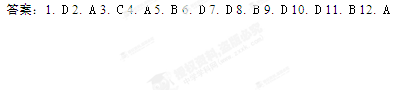 答案：1. D 2. A 3. C 4. A 5. B 6. D 7. D 8. B 9. D 10. D 11. B 12. A